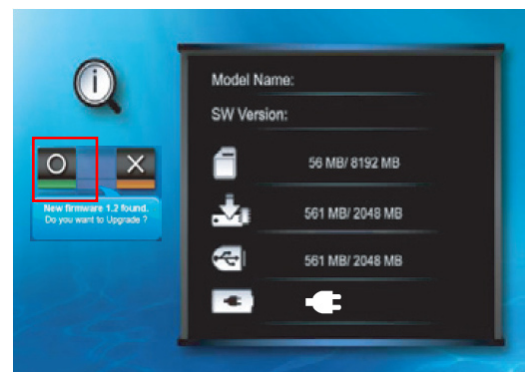 Model Name:
SW Version:
56 MB/ 8192 MB
561 MB/ 2048 MB
561 MB/ 2048 MB
New firmware 1.2 found.
Do you want to Upgrade ?